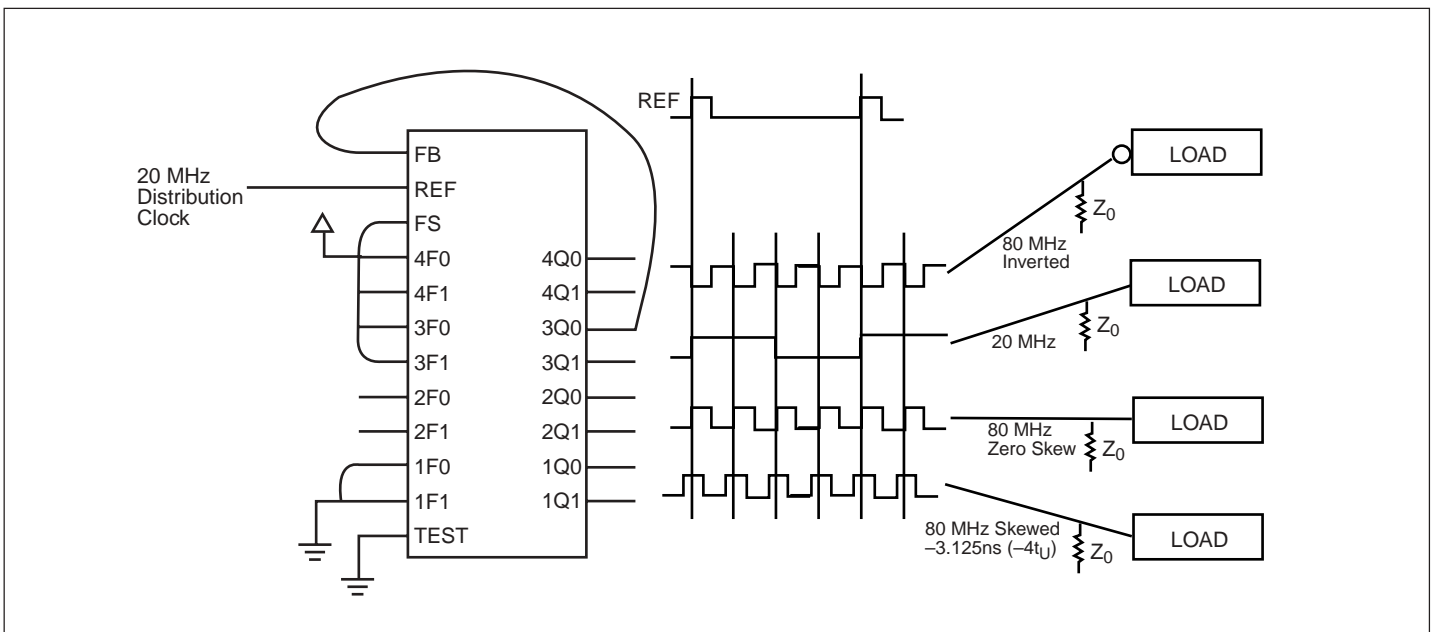 REF
LOAD
Z0
80 MHz
Inverted
20 MHz
Distribution
Clock
FB
REF
FS
4F0
4F1
3F0
3F1
2F0
2F1
1F0
1F1
TEST
4Q0
4Q1
3Q0
3Q1
2Q0
2Q1
1Q0
1Q1
LOAD
Z0
20 MHz
LOAD
80 MHz
Zero Skew
Z0
80 MHz Skewed
–3.125ns (–4tU)
Z0
LOAD